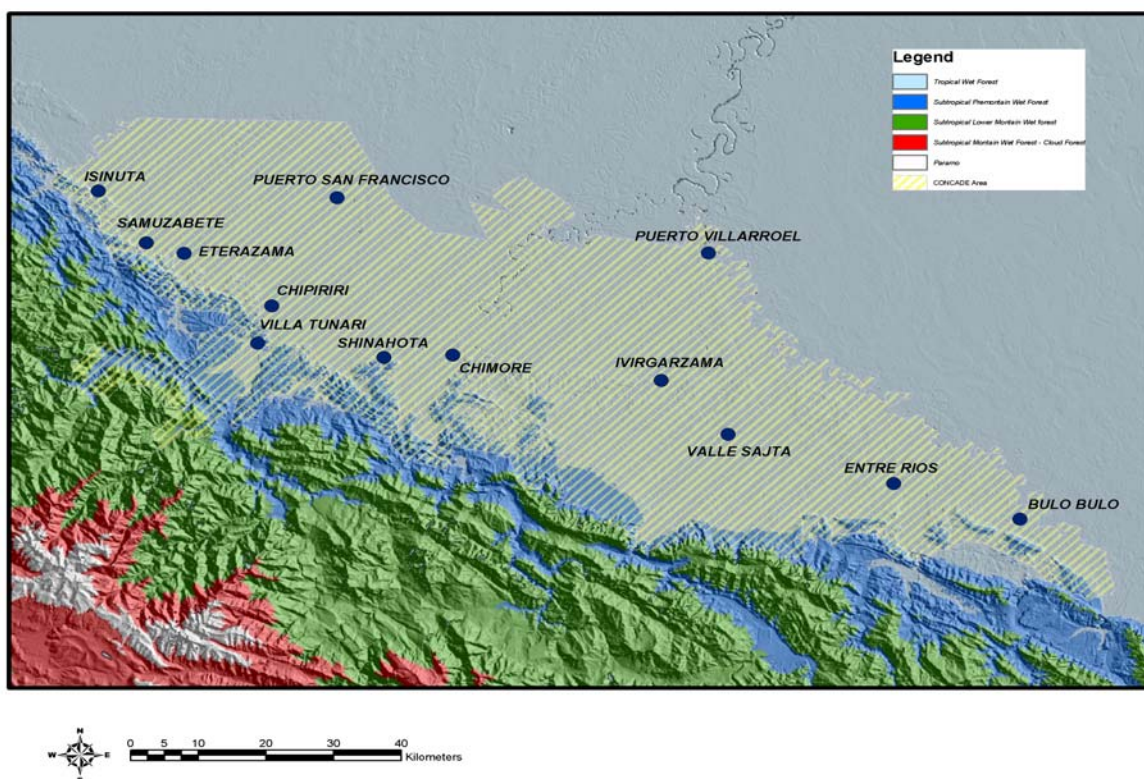 Legend
Tropical Wet Forest
Subtropical Premontain Wet Forest
Subtropical Lower Montain Wet forest
Subtropical Montain Wet Forest - Cloud Forest
Paramo
CONCADE Area
ISINUTA
PUERTO SAN FRANCISCO
SAMUZABETE
ETERAZAMA
PUERTO VILLARROEL
CHIPIRIRI
VILLA TUNARI
SHINAHOTA
CHIMORE
IVIRGARZAMA
VALLE SAJTA
ENTRE RIOS
BULO BULO
N
W E
S
0 5 10 20 30 40
Kilometers